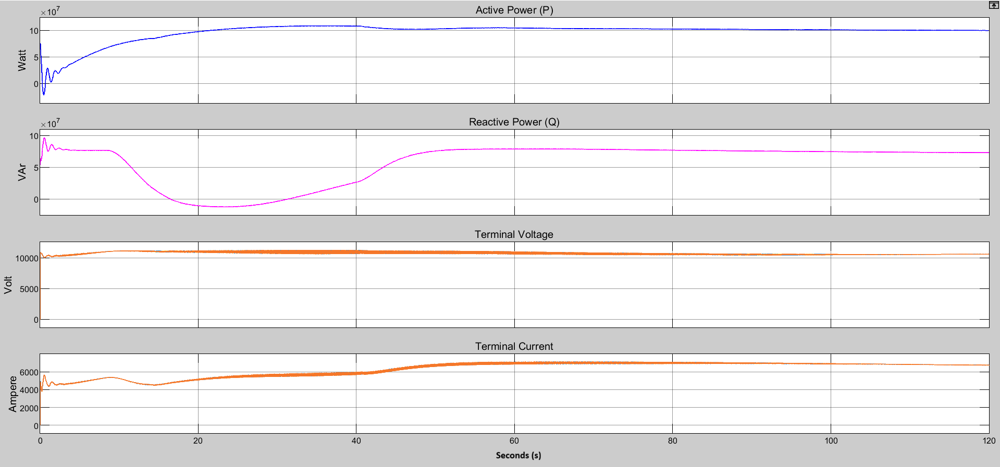 Active Power (P)
×10⁷
10
5
0
Watt
Reactive Power (Q)
×10⁷
10
5
0
VAr
Terminal Voltage
10000
5000
0
Volt
Terminal Current
6000
4000
2000
0
Ampere
0 20 40 60 80 100 120
Seconds (s)